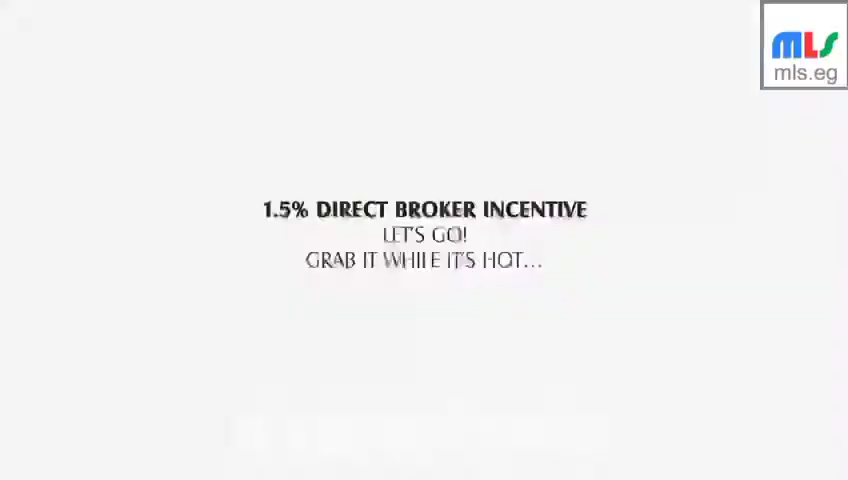 MLS
mls.eg
1.5% DIRECT BROKER INCENTIVE
LET'S GO!
GRAB IT WHILE IT'S HOT...